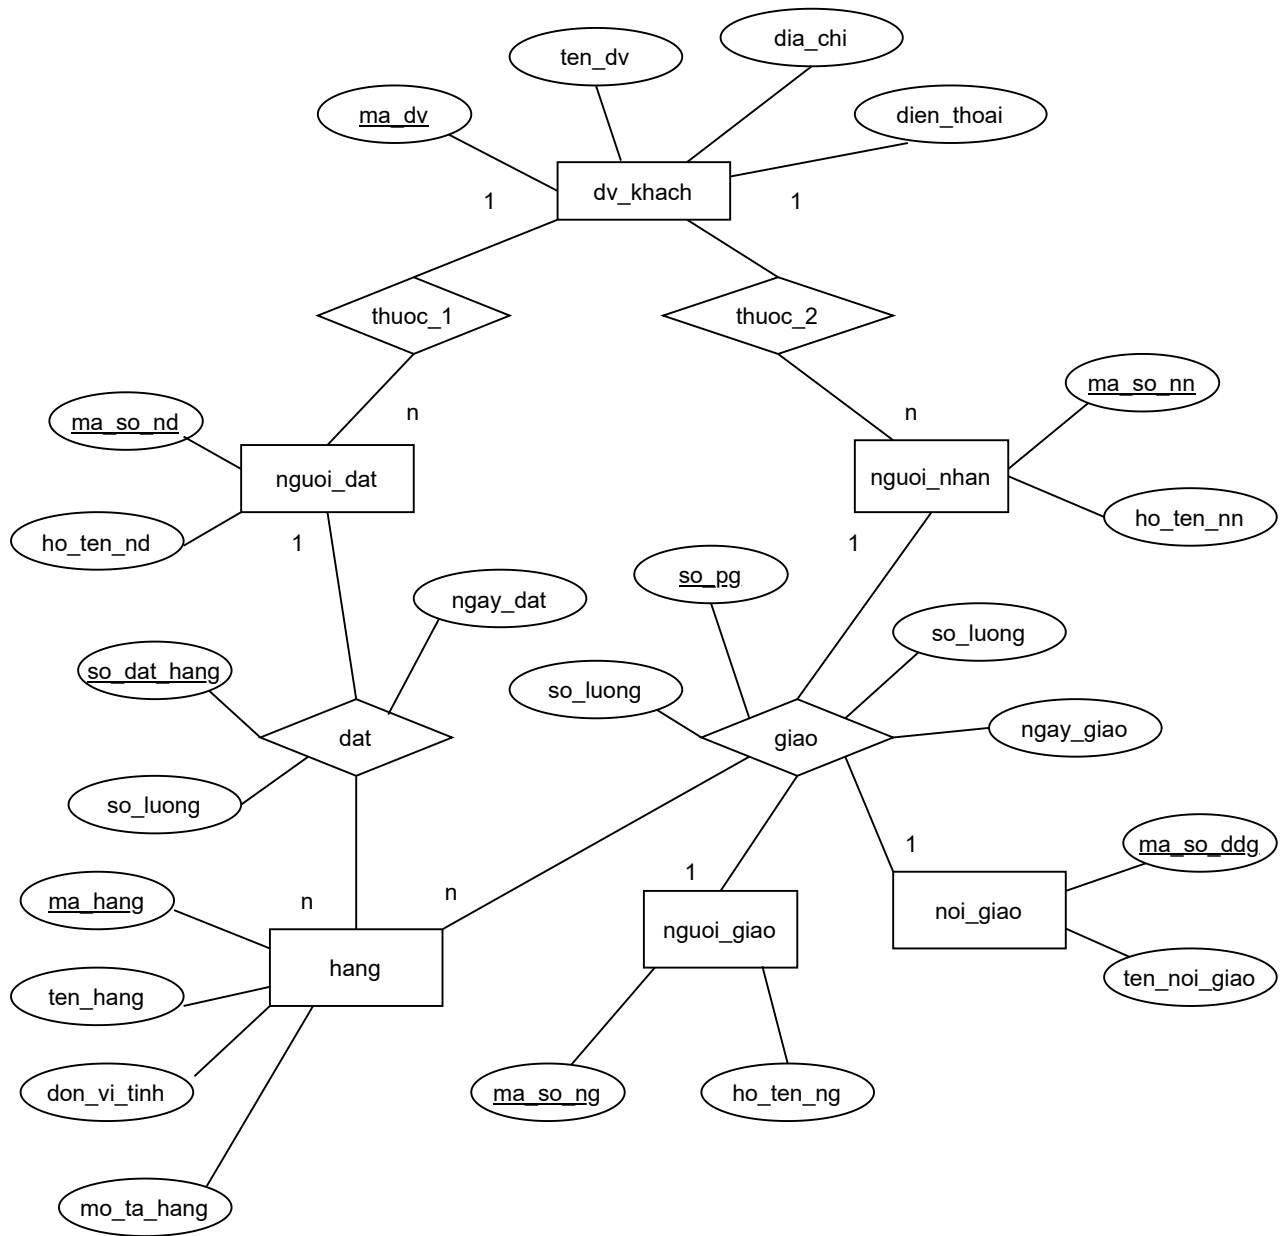 dia_chi
ten_dv
ma_dv
dien_thoai
dv_khach
1
1
thuoc_1
thuoc_2
ma_so_nn
n
n
ma_so_nd
nguoi_dat
nguoi_nhan
ho_ten_nn
ho_ten_nd
1
1
so_pg
ngay_dat
so_luong
so_dat_hang
so_luong
ngay_giao
dat
giao
so_luong
1
ma_so_ddg
1
n
ma_hang
n
noi_giao
nguoi_giao
hang
ten_noi_giao
ten_hang
don_vi_tinh
ma_so_ng
ho_ten_ng
mo_ta_hang